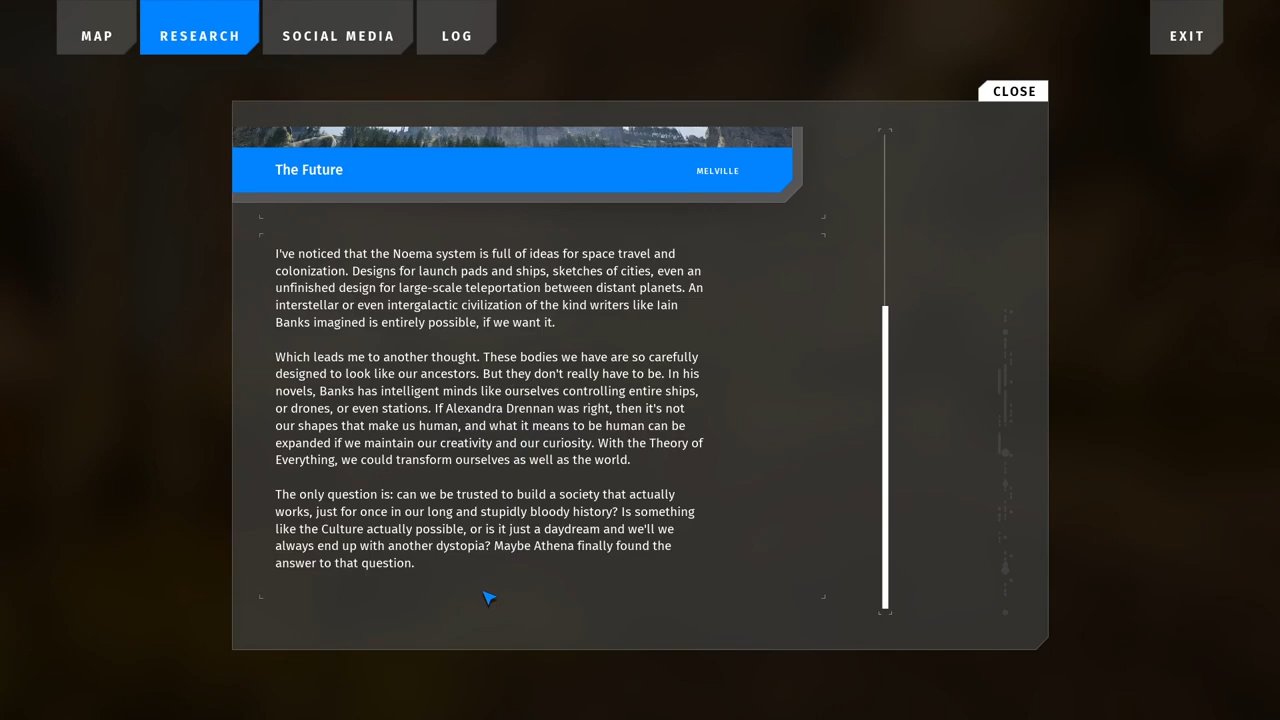 MAP
RESEARCH
SOCIAL MEDIA
LOG
EXIT
CLOSE
The Future
MELVILLE
I've noticed that the Noema system is full of ideas for space travel and
colonization. Designs for launch pads and ships, sketches of cities, even an
unfinished design for large-scale teleportation between distant planets. An
interstellar or even intergalactic civilization of the kind writers like Iain
Banks imagined is entirely possible, if we want it.
Which leads me to another thought. These bodies we have are so carefully
designed to look like our ancestors. But they don't really have to be. In his
novels, Banks has intelligent minds like ourselves controlling entire ships,
or drones, or even stations. If Alexandra Drennan was right, then it's not
our shapes that make us human, and what it means to be human can be
expanded if we maintain our creativity and our curiosity. With the Theory of
Everything, we could transform ourselves as well as the world.
The only question is: can we be trusted to build a society that actually
works, just for once in our long and stupidly bloody history? Is something
like the Culture actually possible, or is it just a daydream and we'll we
always end up with another dystopia? Maybe Athena finally found the
answer to that question.